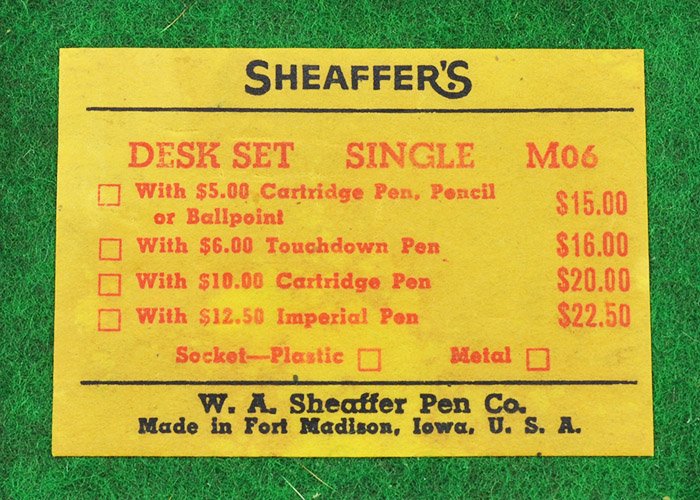 SHEAFFER'S
DESK SET SINGLE M06
With $5.00 Cartridge Pen, Pencil
or Ballpoint $15.00
With $6.00 Touchdown Pen $16.00
With $10.00 Cartridge Pen $20.00
With $12.50 Imperial Pen $22.50
Socket—Plastic Metal
W. A. Sheaffer Pen Co.
Made in Fort Madison, Iowa, U. S. A.